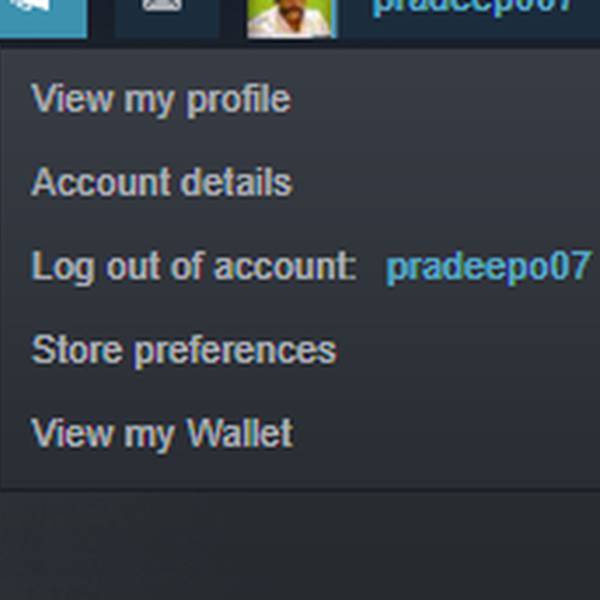 pradeepo07
View my profile
Account details
Log out of account: pradeepo07
Store preferences
View my Wallet